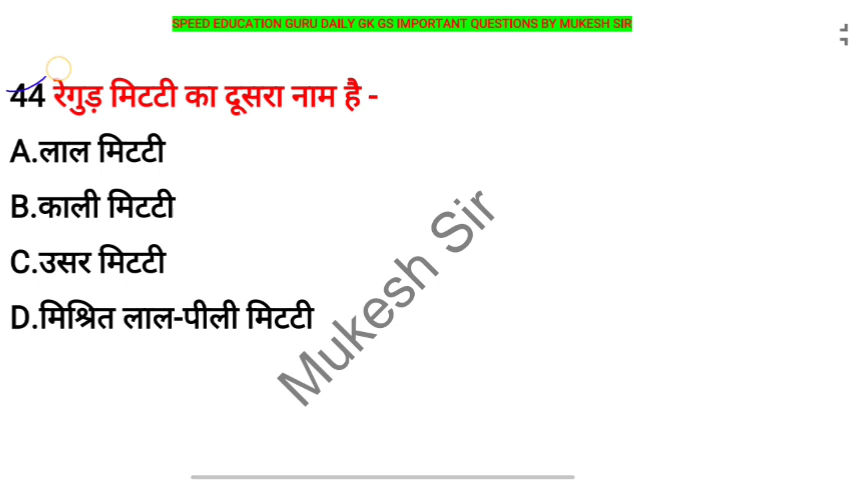 SPEED EDUCATION GURU DAILY GK GS IMPORTANT QUESTIONS BY MUKESH SIR
44 रेगुड़ मिटटी का दूसरा नाम है -
A.लाल मिटटी
B.काली मिटटी
C.उसर मिटटी
D.मिश्रित लाल-पीली मिटटी
Mukesh Sir